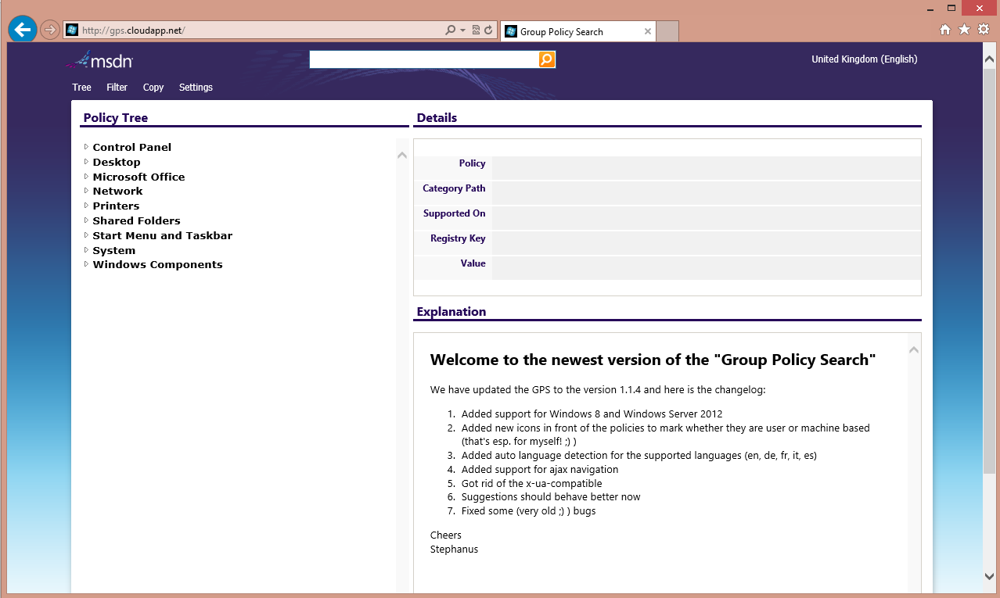 http://gps.cloudapp.net/
Group Policy Search
msdn
United Kingdom (English)
Tree Filter Copy Settings
Policy Tree
Control Panel
Desktop
Microsoft Office
Network
Printers
Shared Folders
Start Menu and Taskbar
System
Windows Components
Details
Policy
Category Path
Supported On
Registry Key
Value
Explanation
Welcome to the newest version of the "Group Policy Search"
We have updated the GPS to the version 1.1.4 and here is the changelog:
1. Added support for Windows 8 and Windows Server 2012
2. Added new icons in front of the policies to mark whether they are user or machine based
(that's esp. for myself! ;) )
3. Added auto language detection for the supported languages (en, de, fr, it, es)
4. Added support for ajax navigation
5. Got rid of the x-ua-compatible
6. Suggestions should behave better now
7. Fixed some (very old ;) ) bugs
Cheers
Stephanus